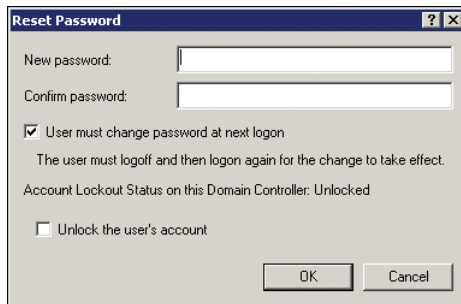 Reset Password
New password:
Confirm password:
User must change password at next logon
The user must logoff and then logon again for the change to take effect.
Account Lockout Status on this Domain Controller: Unlocked
Unlock the user's account
OK
Cancel